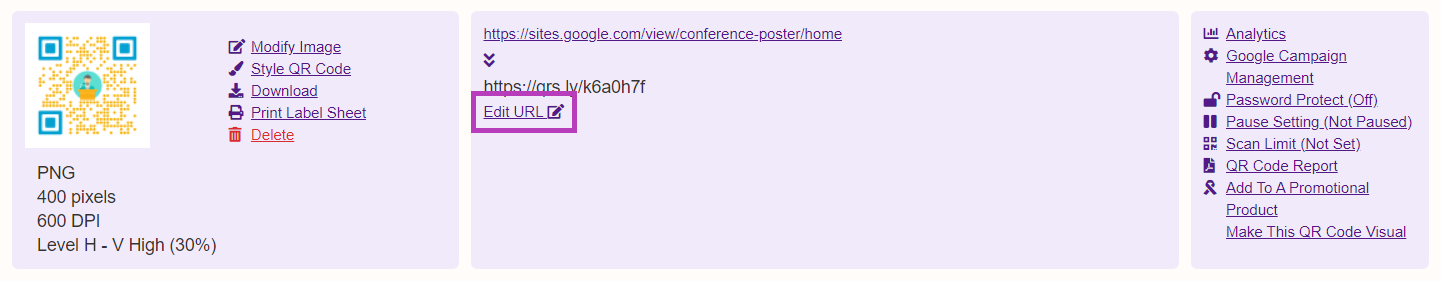 Modify Image
Style QR Code
Download
Print Label Sheet
Delete
PNG
400 pixels
600 DPI
Level H - V High (30%)
https://sites.google.com/view/conference-poster/home
https://qrs.ly/k6a0h7f
Edit URL
Analytics
Google Campaign
Management
Password Protect (Off)
Pause Setting (Not Paused)
Scan Limit (Not Set)
QR Code Report
Add To A Promotional
Product
Make This QR Code Visual